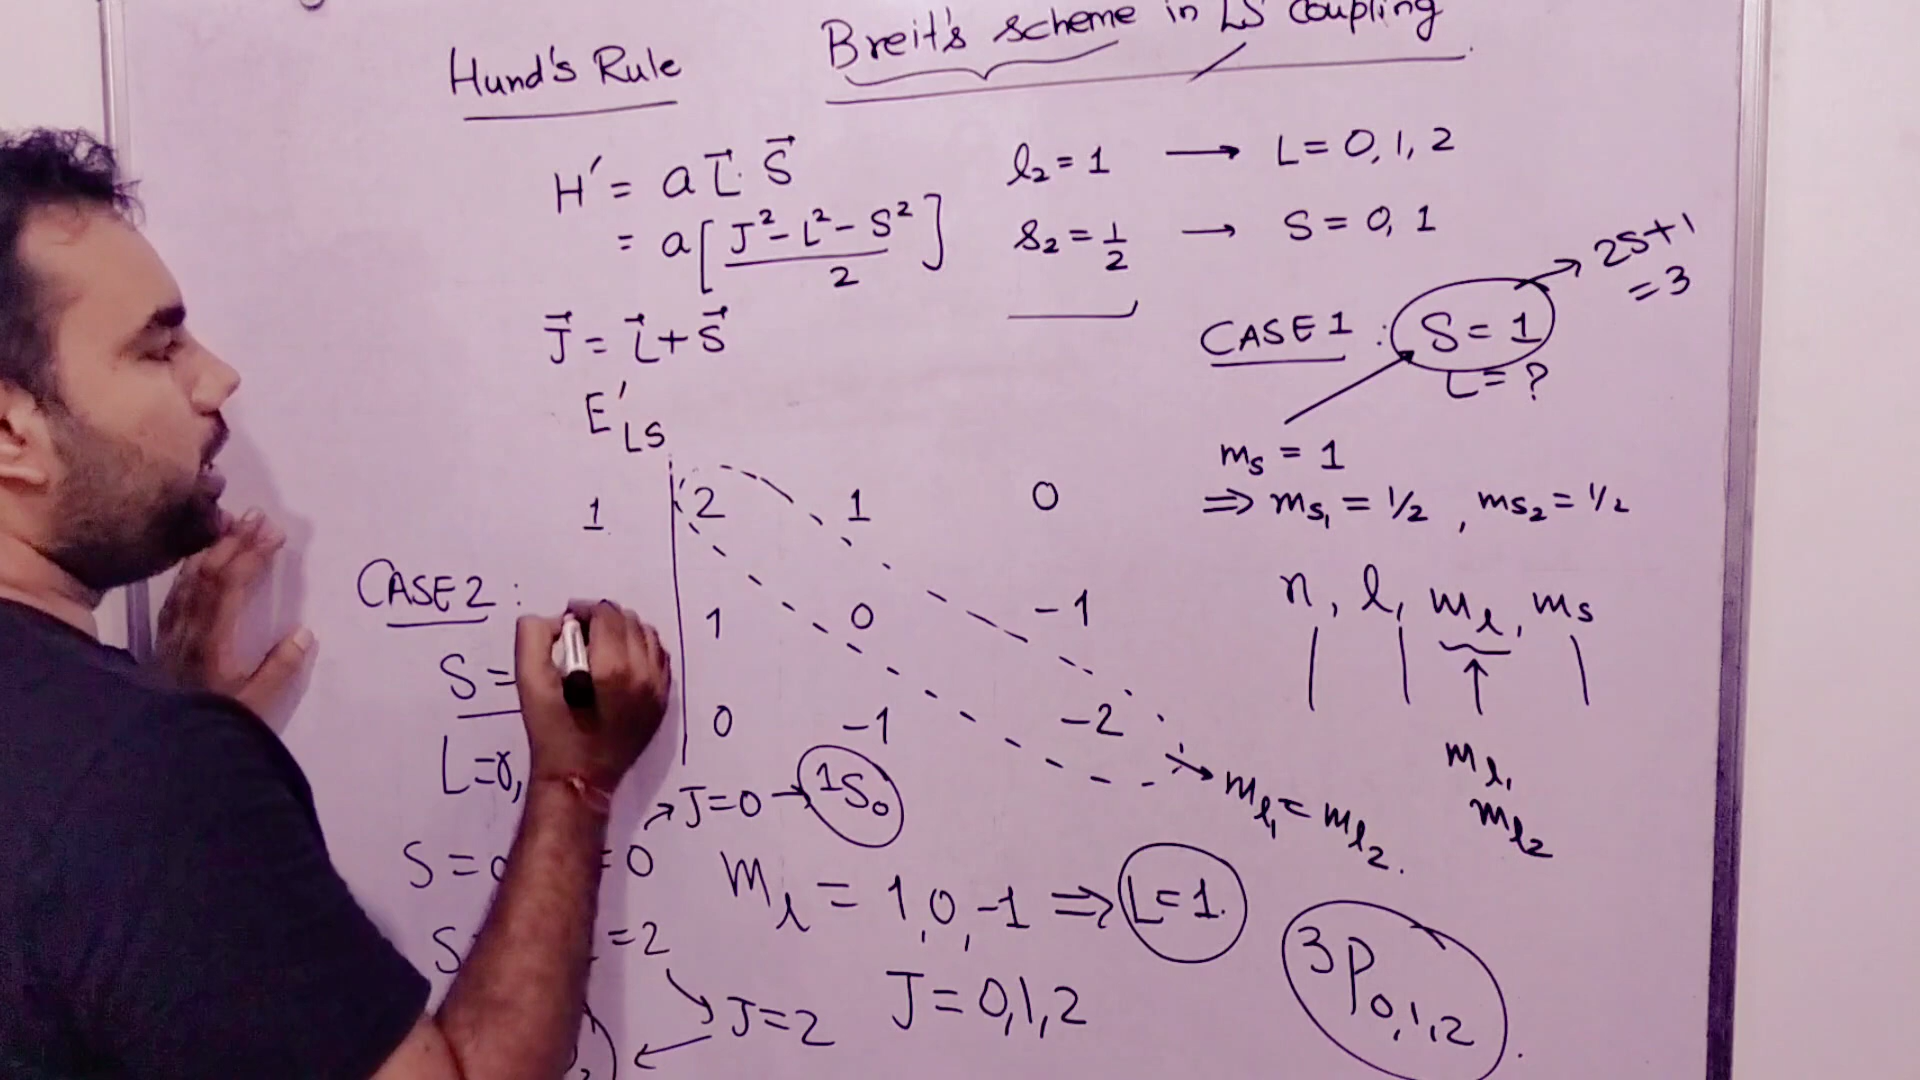 Hund's Rule
Breit's scheme in LS coupling
H' = a L⃗ . S⃗
= a [ J² - L² - S² / 2 ]
J⃗ = L⃗ + S⃗
E'LS
l₂ = 1 → L = 0, 1, 2
s₂ = 1/2 → S = 0, 1
CASE 1 : S = 1
→ 2S+1
= 3
L = ?
ms = 1
⇒ ms₁ = 1/2 , ms₂ = 1/2
n, l, ml, ms
ml₁
ml₂
1 2 1 0
1 0 -1
0 -1 -2
→ ml₁ = ml₂.
CASE 2 :
S =
= 0
→ J=0 → ¹S₀
= 2
→ J=2
ml = 1, 0, -1 ⇒ L=1.
J = 0,1,2
³P₀,₁,₂